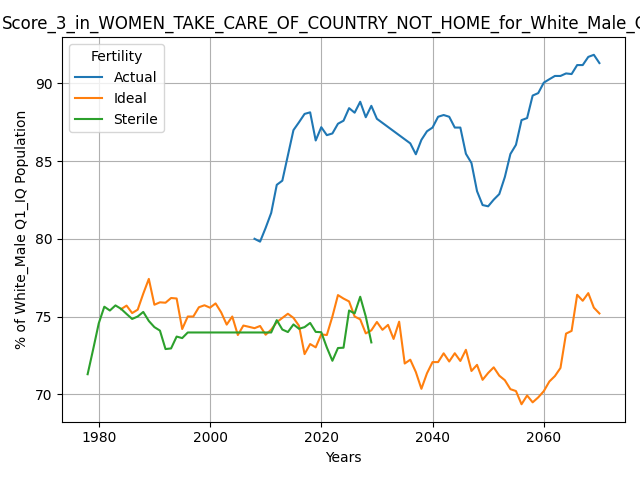 Score_3_in_WOMEN_TAKE_CARE_OF_COUNTRY_NOT_HOME_for_White_Male_
Fertility
Actual
Ideal
Sterile
% of White_Male Q1_IQ Population
90
85
80
75
70
1980
2000
2020
2040
2060
Years